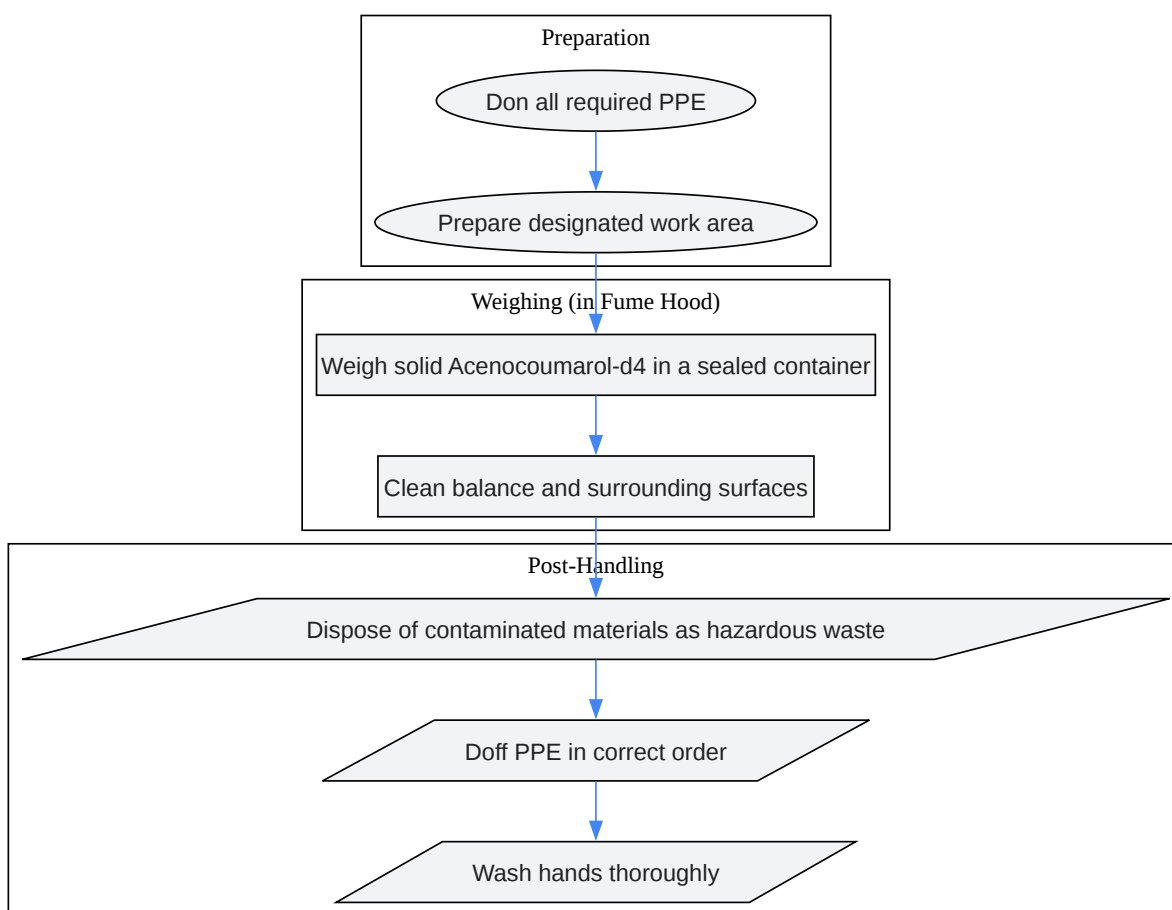 Preparation
Don all required PPE
Prepare designated work area
Weighing (in Fume Hood)
Weigh solid Acenocoumarol-d4 in a sealed container
Clean balance and surrounding surfaces
Post-Handling
Dispose of contaminated materials as hazardous waste
Doff PPE in correct order
Wash hands thoroughly